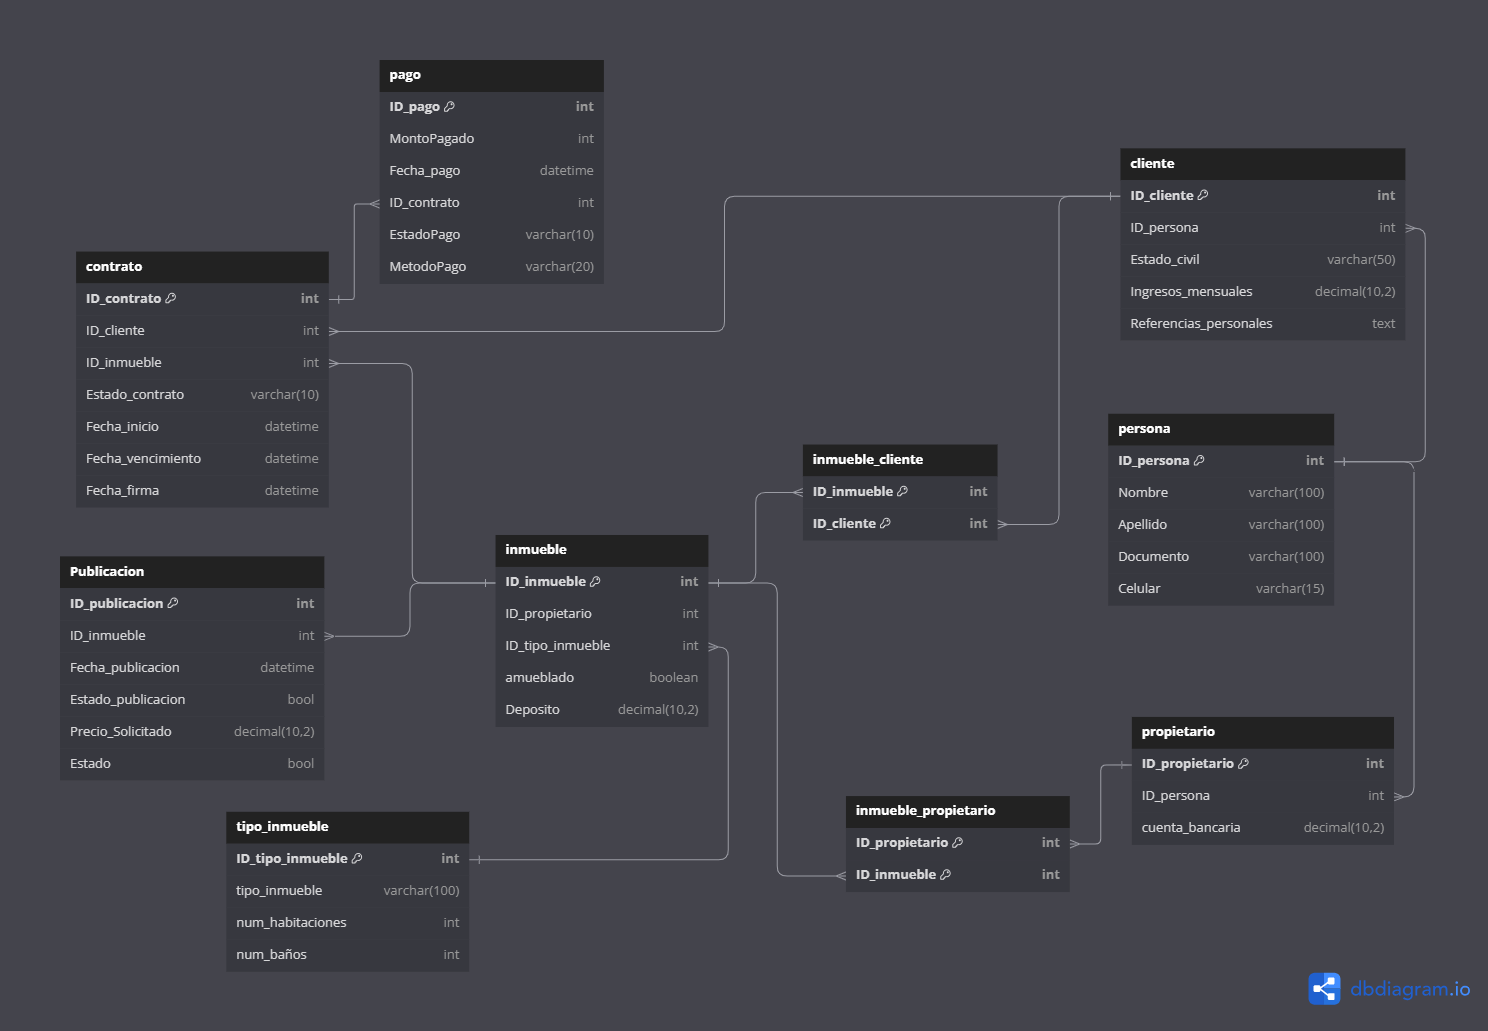 pago
ID_pago int
MontoPagado int
Fecha_pago datetime
ID_contrato int
EstadoPago varchar(10)
MetodoPago varchar(20)
cliente
ID_cliente int
ID_persona int
Estado_civil varchar(50)
Ingresos_mensuales decimal(10,2)
Referencias_personales text
contrato
ID_contrato int
ID_cliente int
ID_inmueble int
Estado_contrato varchar(10)
Fecha_inicio datetime
Fecha_vencimiento datetime
Fecha_firma datetime
persona
ID_persona int
Nombre varchar(100)
Apellido varchar(100)
Documento varchar(100)
Celular varchar(15)
inmueble_cliente
ID_inmueble int
ID_cliente int
inmueble
ID_inmueble int
ID_propietario int
ID_tipo_inmueble int
amueblado boolean
Deposito decimal(10,2)
Publicacion
ID_publicacion int
ID_inmueble int
Fecha_publicacion datetime
Estado_publicacion bool
Precio_Solicitado decimal(10,2)
Estado bool
propietario
ID_propietario int
ID_persona int
cuenta_bancaria decimal(10,2)
inmueble_propietario
ID_propietario int
ID_inmueble int
tipo_inmueble
ID_tipo_inmueble int
tipo_inmueble varchar(100)
num_habitaciones int
num_baños int
dbdiagram.io